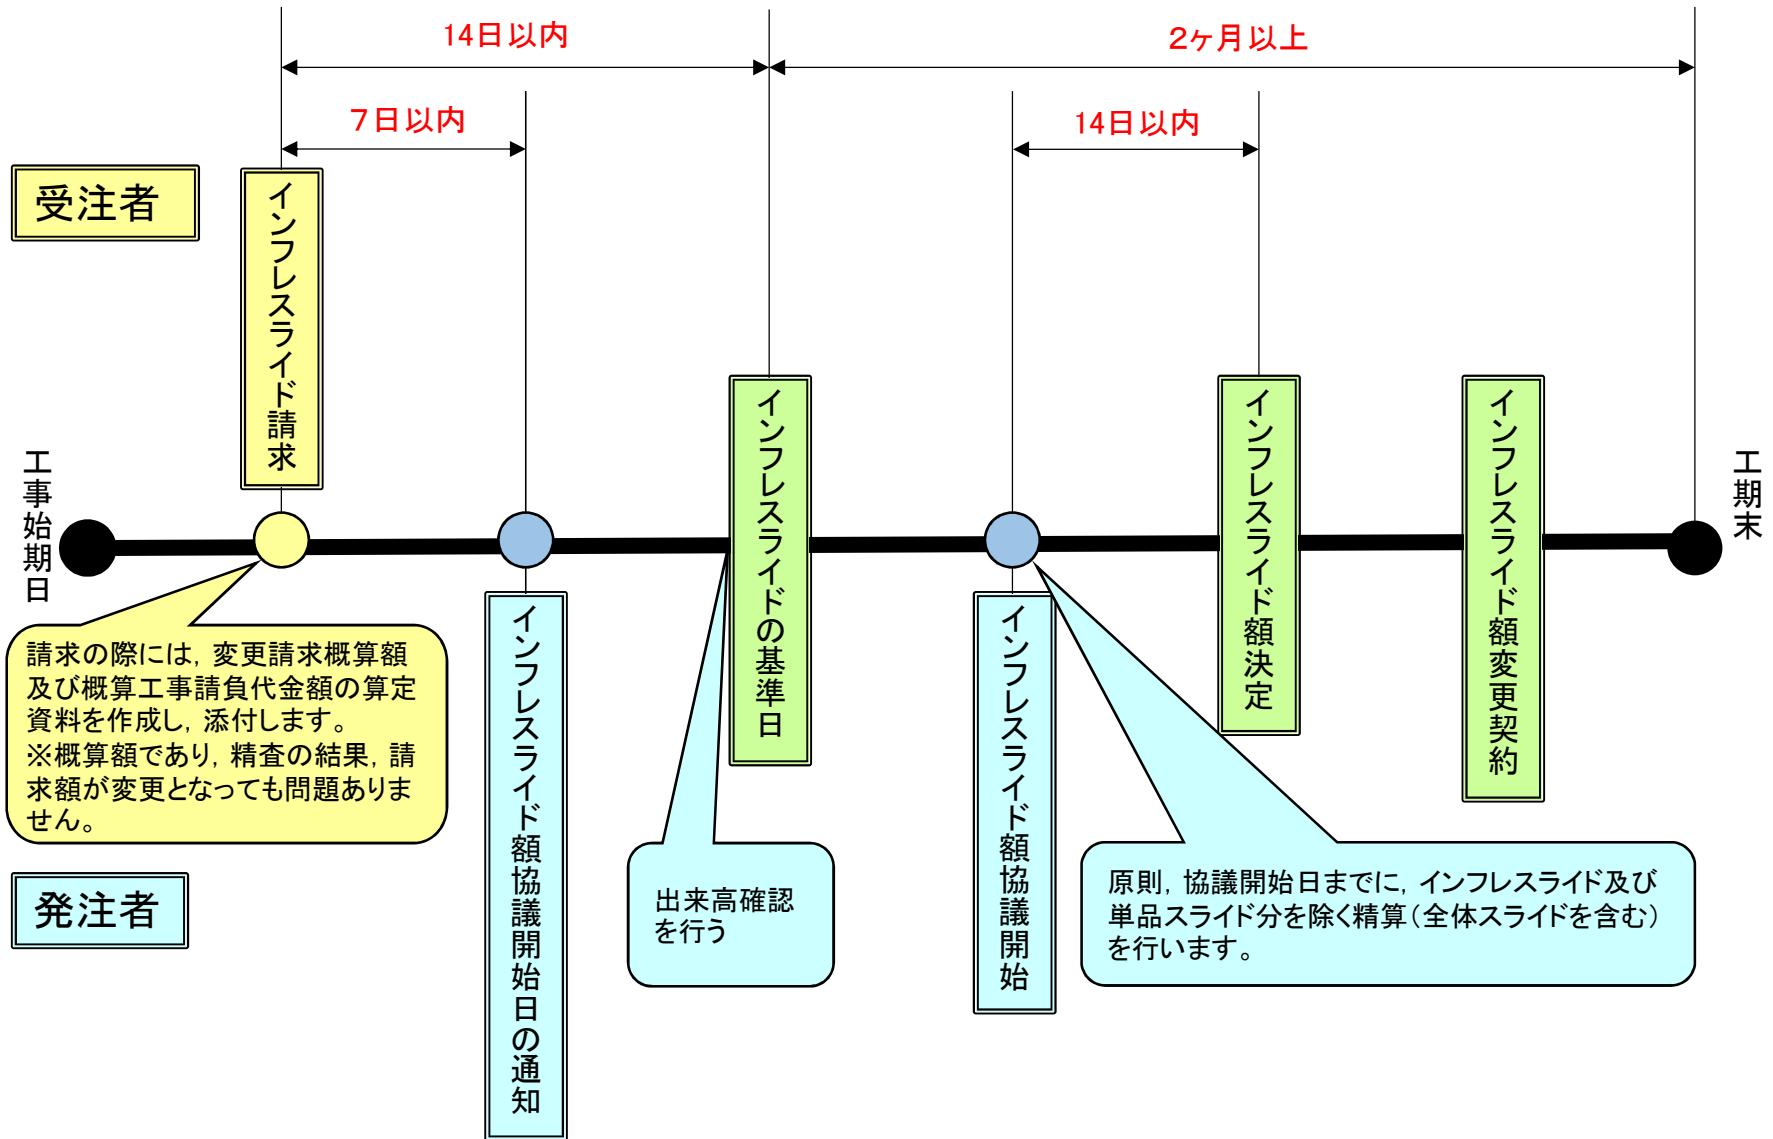 14日以内
2ヶ月以上
7日以内
14日以内
受注者
インフレスライド請求
工事始期日
インフレスライドの基準日
インフレスライド額決定
インフレスライド額変更契約
工期末
請求の際には，変更請求概算額
及び概算工事請負代金額の算定
資料を作成し，添付します。
※概算額であり，精査の結果，請
求額が変更となっても問題ありま
せん。
インフレスライド額協議開始日の通知
出来高確認
を行う
インフレスライド額協議開始
原則，協議開始日までに，インフレスライド及び
単品スライド分を除く精算（全体スライドを含む）
を行います。
発注者